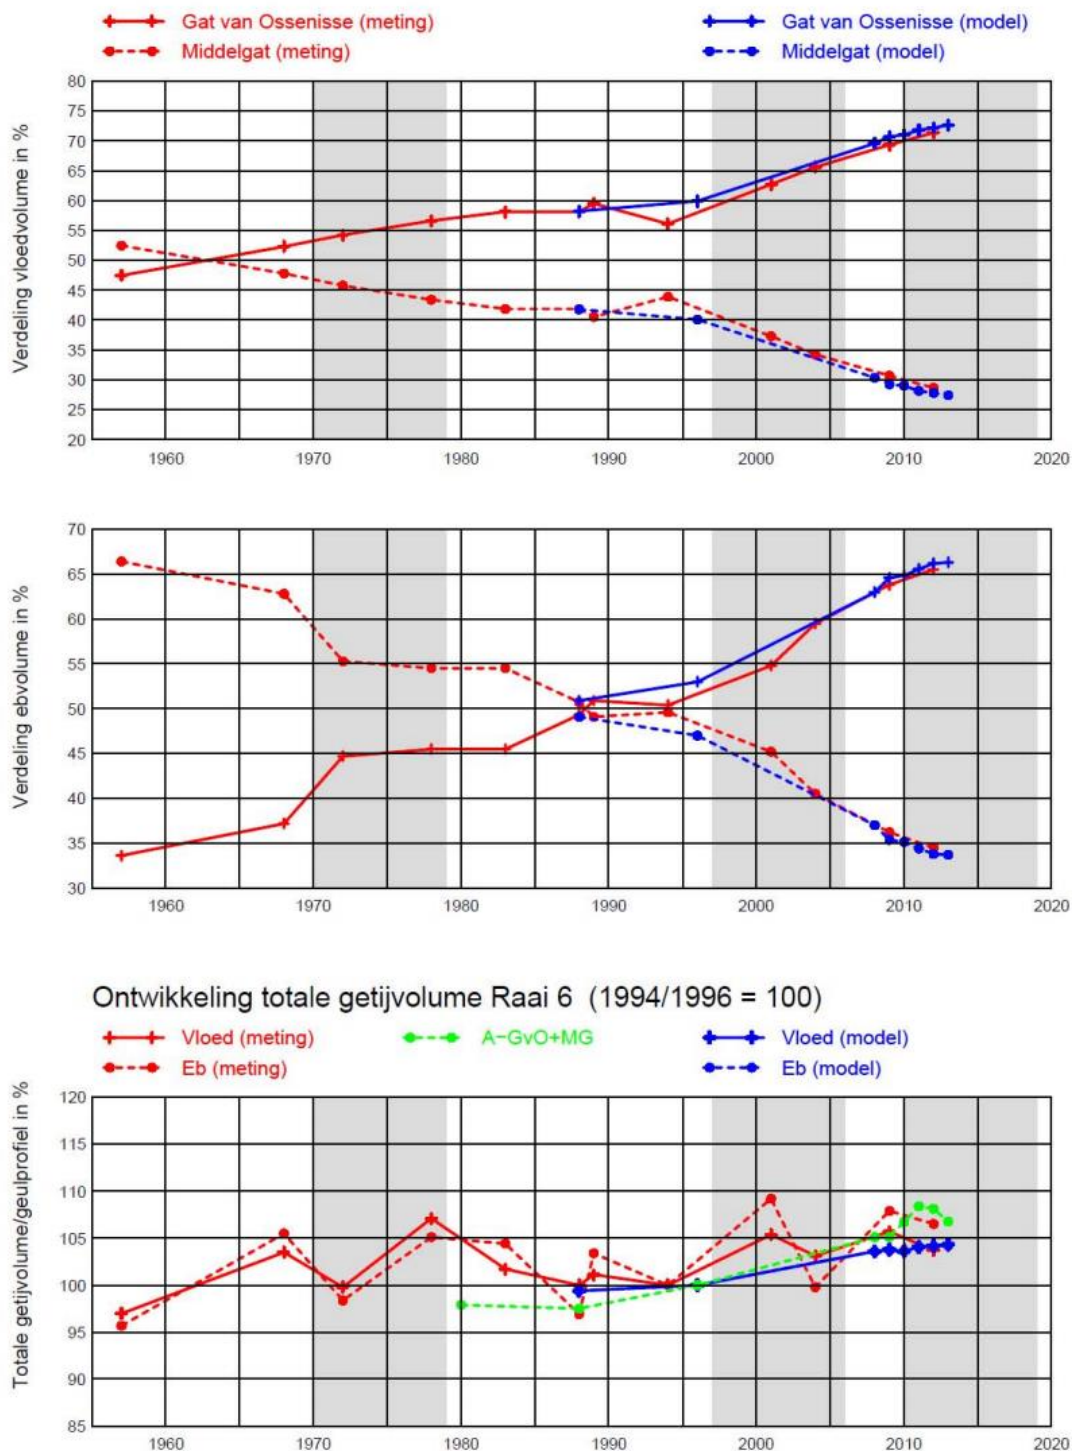 Gat van Ossenisse (meting) Gat van Ossenisse (model)
Middelgat (meting) Middelgat (model)
Verdeling vloedvolume in %
80
75
70
65
60
55
50
45
40
35
30
25
20
1960 1970 1980 1990 2000 2010 2020
Verdeling ebvolume in %
70
65
60
55
50
45
40
35
30
1960 1970 1980 1990 2000 2010 2020
Ontwikkeling totale getijvolume Raai 6 (1994/1996 = 100)
Vloed (meting) A-GvO+MG Vloed (model)
Eb (meting) Eb (model)
Totale getijvolume/geulprofiel in %
120
115
110
105
100
95
90
85
1960 1970 1980 1990 2000 2010 2020